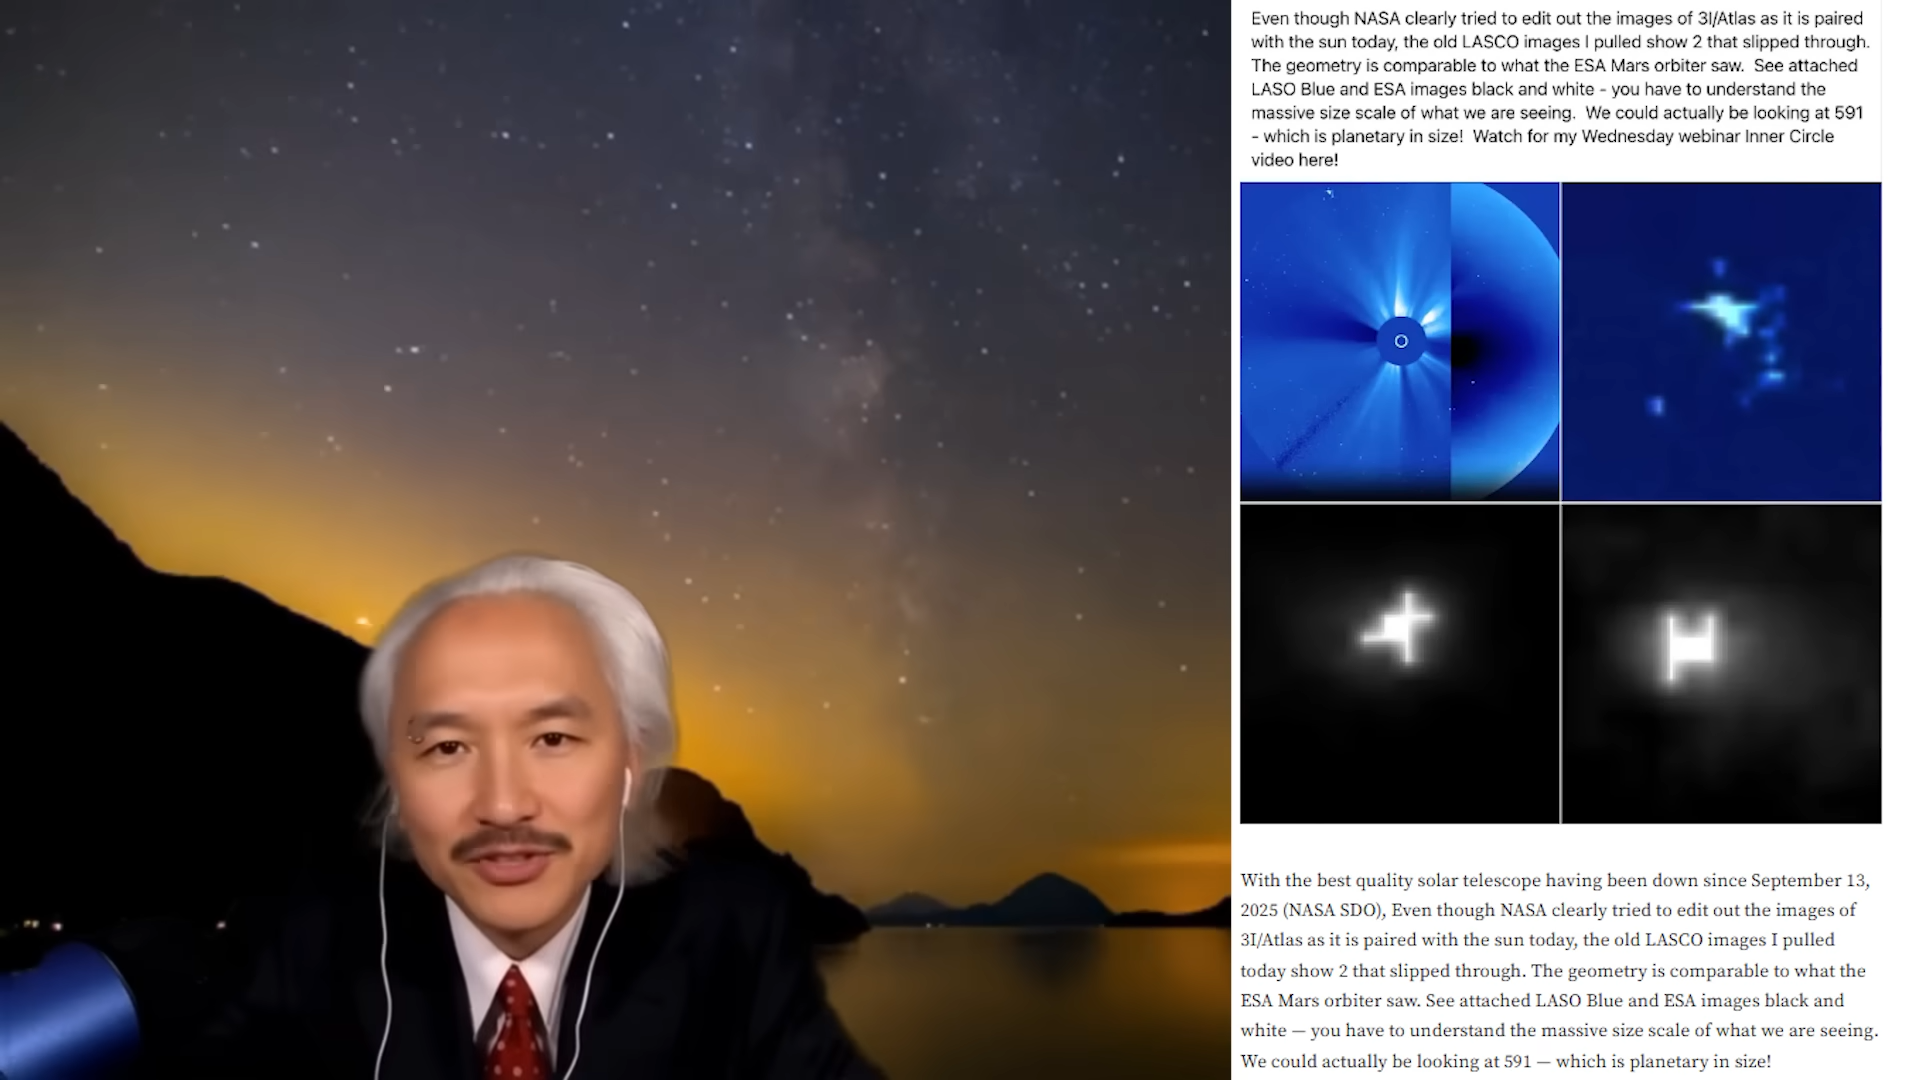 Even though NASA clearly tried to edit out the images of 3I/Atlas as it is paired
with the sun today, the old LASCO images I pulled show 2 that slipped through.
The geometry is comparable to what the ESA Mars orbiter saw.  See attached
LASO Blue and ESA images black and white - you have to understand the
massive size scale of what we are seeing.  We could actually be looking at 591
- which is planetary in size!  Watch for my Wednesday webinar Inner Circle
video here!
With the best quality solar telescope having been down since September 13,
2025 (NASA SDO), Even though NASA clearly tried to edit out the images of
3I/Atlas as it is paired with the sun today, the old LASCO images I pulled
today show 2 that slipped through. The geometry is comparable to what the
ESA Mars orbiter saw. See attached LASO Blue and ESA images black and
white — you have to understand the massive size scale of what we are seeing.
We could actually be looking at 591 — which is planetary in size!